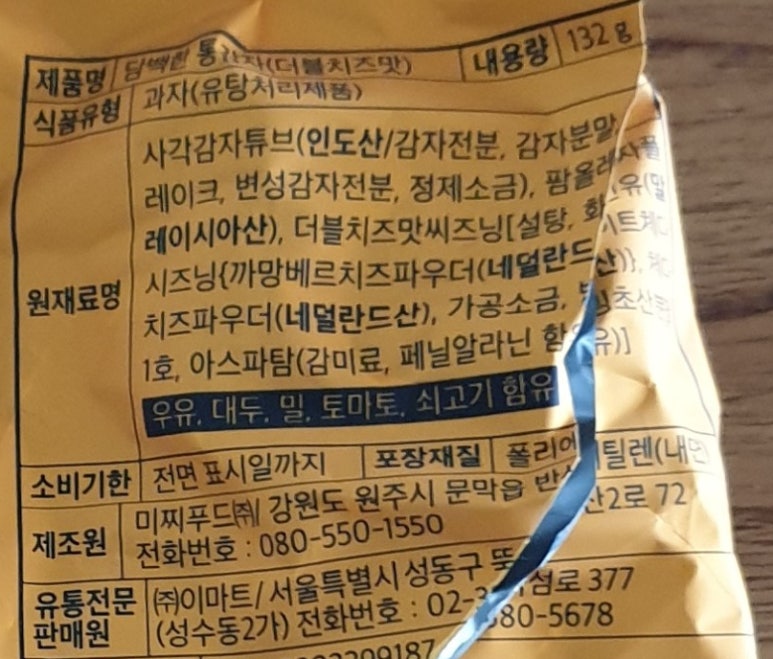 제품명 담백한 통감자(더블치즈맛) 내용량 132 g
식품유형 과자(유탕처리제품)
원재료명
사각감자튜브(인도산/감자전분, 감자분말,
레이크, 변성감자전분, 정제소금), 팜올레
유(말
레이시아산), 더블치즈맛씨즈닝[설탕,
시즈닝{까망베르치즈파우더(네덜란드산)},
치즈파우더(네덜란드산), 가공소금,
1호, 아스파탐(감미료, 페닐알라닌 함유)]
우유, 대두, 밀, 토마토, 쇠고기 함유
소비기한 전면 표시일까지 포장재질 폴리에틸렌(내면)
제조원 미찌푸드㈜ 강원도 원주시 문막읍 2로 72
전화번호 : 080-550-1550
유통전문판매원 ㈜이마트/ 서울특별시 성동구 377
(성수동2가) 전화번호 : 02- 80-5678